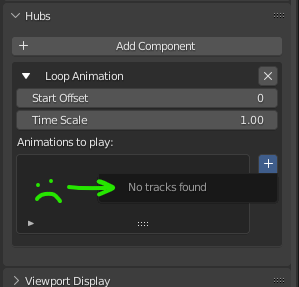 Hubs
+ Add Component
Loop Animation
Start Offset 0
Time Scale 1.00
Animations to play:
+
No tracks found
Viewport Display